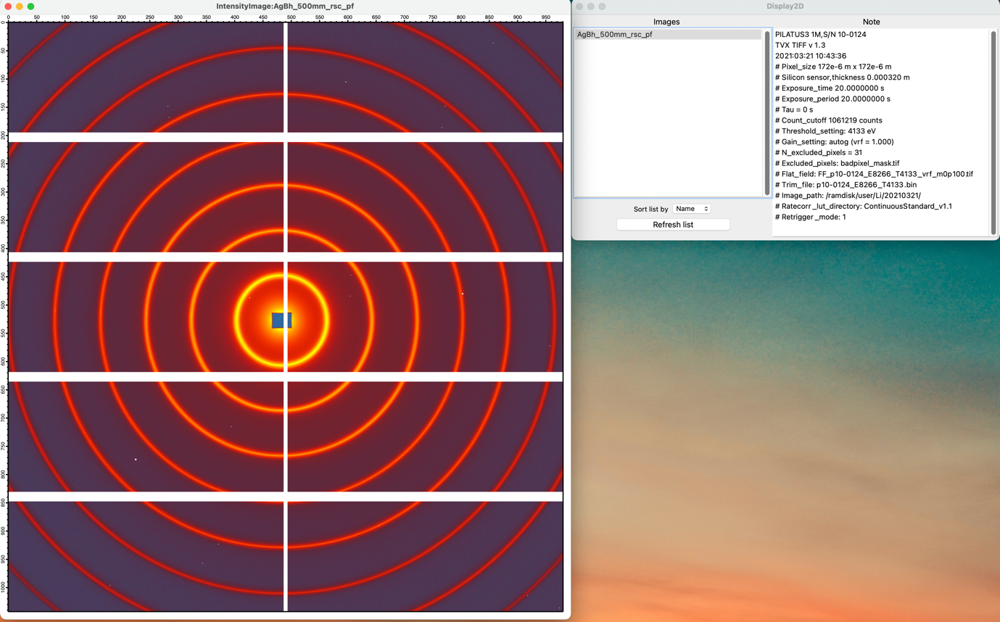 IntensityImage:AgBh_500mm_rsc_pf
0 50 100 150 200 250 300 350 400 450 500 550 600 650 700 750 800 850 900 950
0
50
100
150
200
250
300
350
400
450
500
550
600
650
700
750
800
850
900
950
1000
Display2D
Images
AgBh_500mm_rsc_pf
Sort list by Name
Refresh list
Note
PILATUS3 1M,S/N 10-0124
TVX TIFF v 1.3
2021:03:21 10:43:36
# Pixel_size 172e-6 m x 172e-6 m
# Silicon sensor,thickness 0.000320 m
# Exposure_time 20.0000000 s
# Exposure_period 20.0000000 s
# Tau = 0 s
# Count_cutoff 1061219 counts
# Threshold_setting: 4133 eV
# Gain_setting: autog (vrf = 1.000)
# N_excluded_pixels = 31
# Excluded_pixels: badpixel_mask.tif
# Flat_field: FF_p10-0124_E8266_T4133_vrf_m0p100.tif
# Trim_file: p10-0124_E8266_T4133.bin
# Image_path: /ramdisk/user/Li/20210321/
# Ratecorr_lut_directory: ContinuousStandard_v1.1
# Retrigger_mode: 1